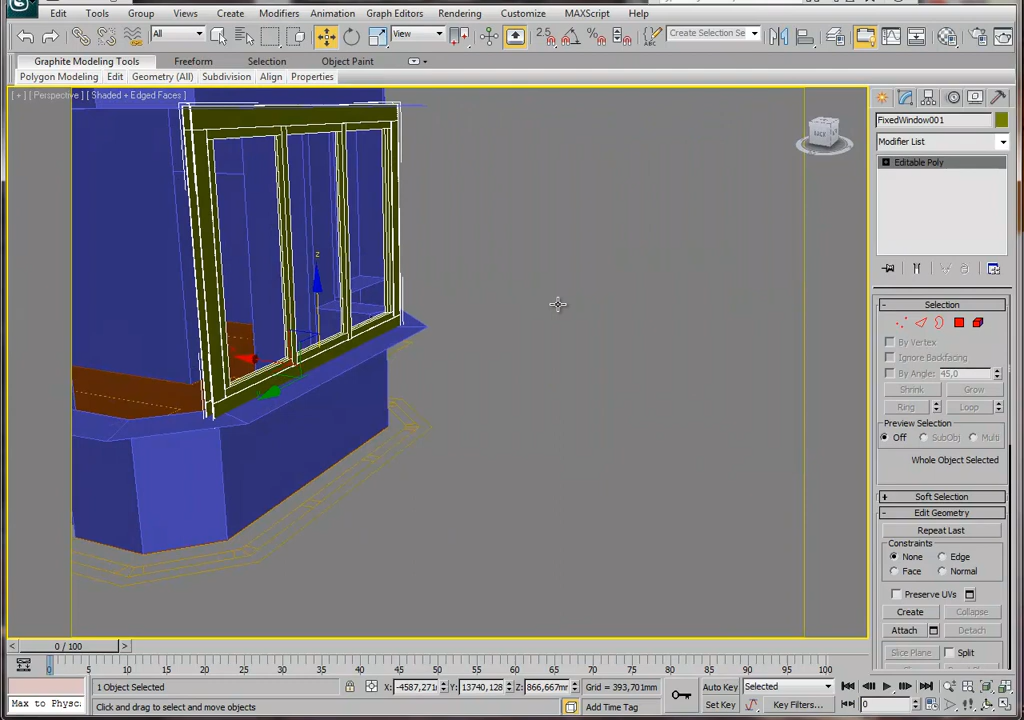 Edit Tools Group Views Create Modifiers Animation Graph Editors Rendering Customize MAXScript Help
All View 2.5 Create Selection Se
Graphite Modeling Tools Freeform Selection Object Paint
Polygon Modeling Edit Geometry (All) Subdivision Align Properties
[ + ] [ Perspective ] [ Shaded + Edged Faces ]
BACK
z
FixedWindow001
Modifier List
Editable Poly
- Selection
By Vertex
Ignore Backfacing
By Angle: 45,0
Shrink Grow
Ring Loop
Preview Selection
Off SubObj Multi
Whole Object Selected
+ Soft Selection
- Edit Geometry
Repeat Last
Constraints
None Edge
Face Normal
Preserve UVs
Create Collapse
Attach Detach
Slice Plane Split
< 0 / 100 >
0 5 10 15 20 25 30 35 40 45 50 55 60 65 70 75 80 85 90 95 100
1 Object Selected X: -4587,271 Y: 13740,128 Z: 866,667mr Grid = 393,701mm Auto Key Selected
Max to Physc. Click and drag to select and move objects Add Time Tag Set Key Key Filters... 0